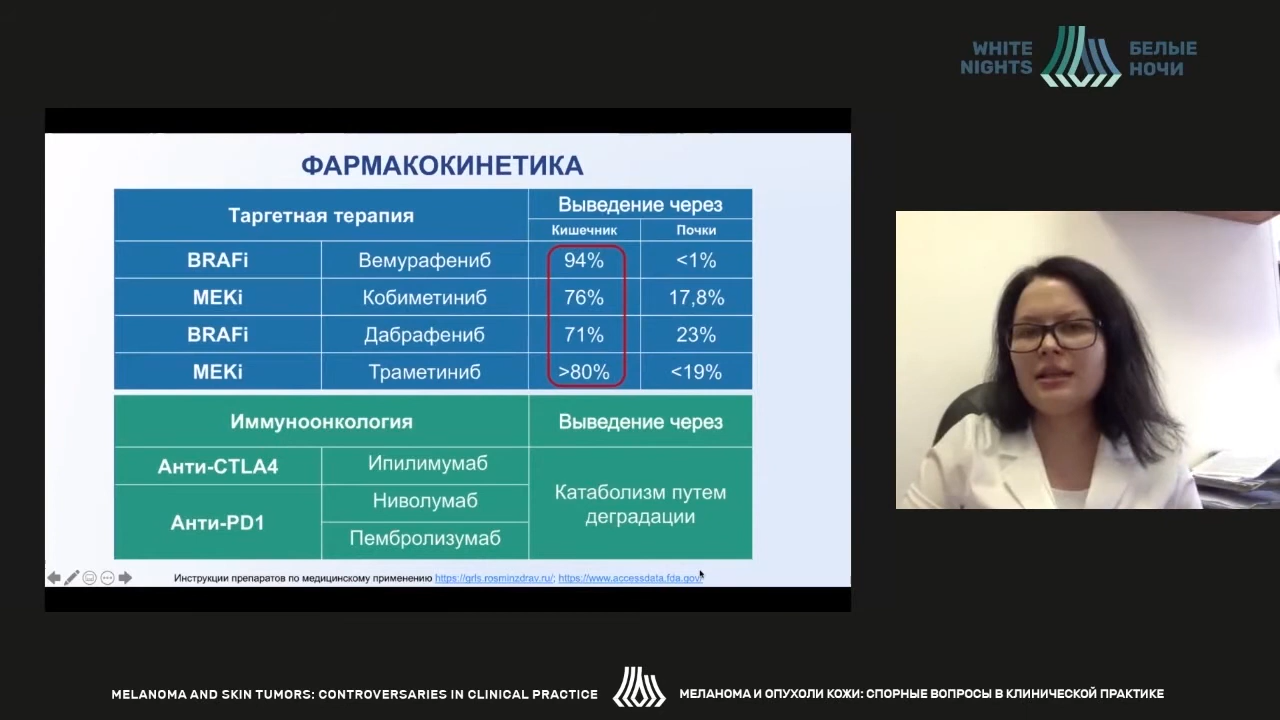 WHITE
NIGHTS
БЕЛЫЕ
НОЧИ
ФАРМАКОКИНЕТИКА
Таргетная терапия
Выведение через
Кишечник
Почки
BRAFi
Вемурафениб
94%
<1%
MEKi
Кобиметиниб
76%
17,8%
BRAFi
Дабрафениб
71%
23%
MEKi
Траметиниб
>80%
<19%
Иммуноонкология
Выведение через
Анти-CTLA4
Ипилимумаб
Анти-PD1
Ниволумаб
Пембролизумаб
Катаболизм путем
деградации
Инструкции препаратов по медицинскому применению https://grls.rosminzdrav.ru/; https://www.accessdata.fda.gov/
MELANOMA AND SKIN TUMORS: CONTROVERSARIES IN CLINICAL PRACTICE
МЕЛАНОМА И ОПУХОЛИ КОЖИ: СПОРНЫЕ ВОПРОСЫ В КЛИНИЧЕСКОЙ ПРАКТИКЕ